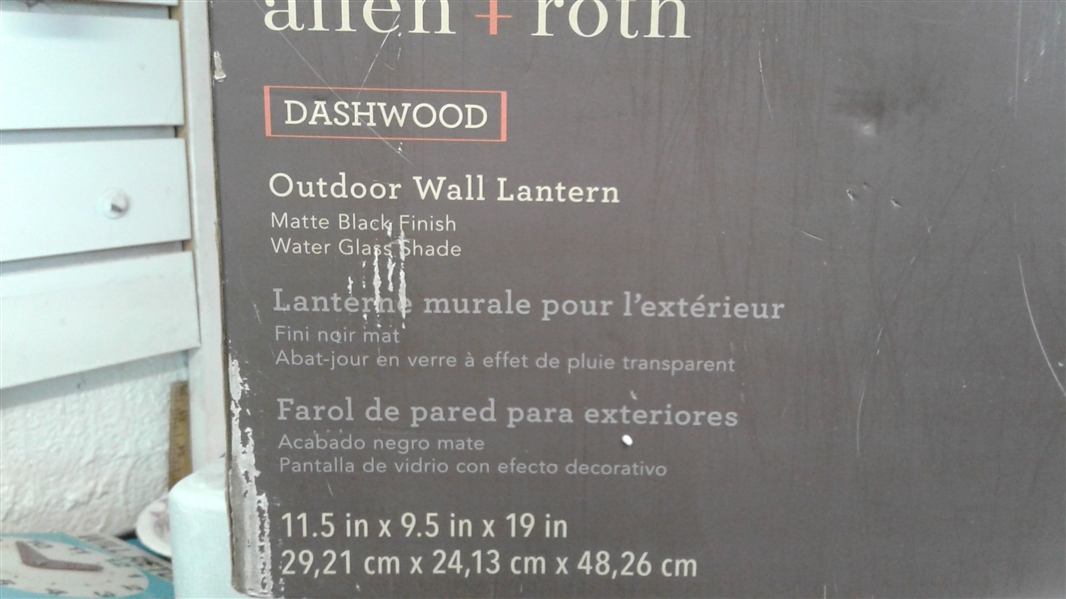 allen + roth
DASHWOOD
Outdoor Wall Lantern
Matte Black Finish
Water Glass Shade
Lanterne murale pour l'extérieur
Fini noir mat
Abat-jour en verre à effet de pluie transparent
Farol de pared para exteriores
Acabado negro mate
Pantalla de vidrio con efecto decorativo
11.5 in x 9.5 in x 19 in
29,21 cm x 24,13 cm x 48,26 cm